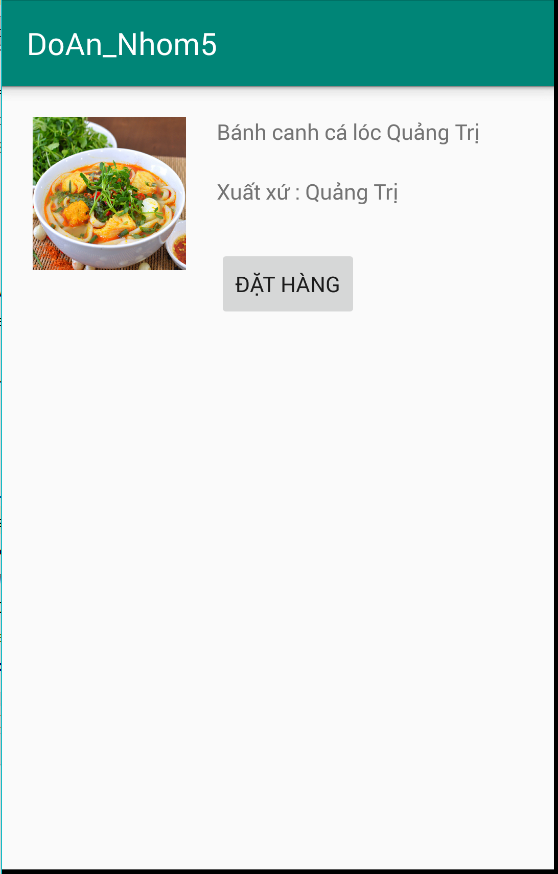 DoAn_Nhom5
Bánh canh cá lóc Quảng Trị
Xuất xứ : Quảng Trị
ĐẶT HÀNG